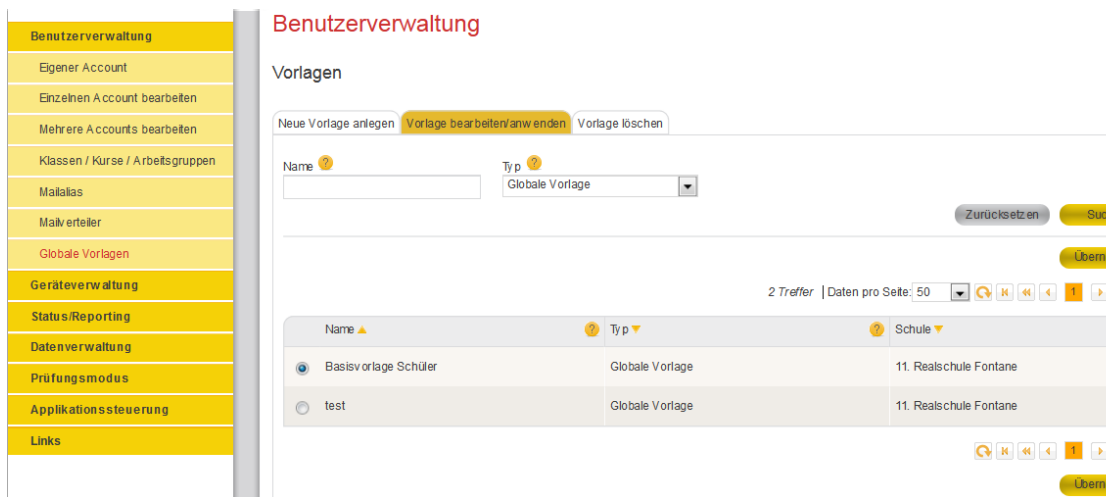 Benutzerverwaltung
Benutzerverwaltung
Eigener Account
Einzelnen Account bearbeiten
Mehrere Accounts bearbeiten
Klassen / Kurse / Arbeitsgruppen
Mailalias
Mailverteiler
Globale Vorlagen
Geräteverwaltung
Status/Reporting
Datenverwaltung
Prüfungsmodus
Applikationssteuerung
Links
Vorlagen
Neue Vorlage anlegen Vorlage bearbeiten/anwenden Vorlage löschen
Name ? Typ ?
Globale Vorlage
Zurücksetzen Suc
Übern
2 Treffer | Daten pro Seite: 50 1
Name ? Typ ? Schule
Basisvorlage Schüler Globale Vorlage 11. Realschule Fontane
test Globale Vorlage 11. Realschule Fontane
1
Übern